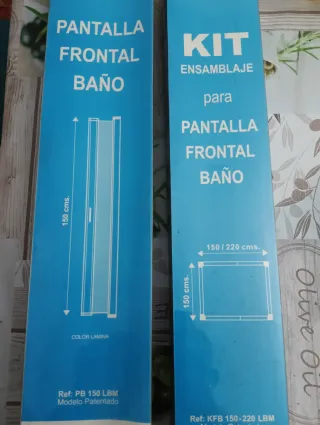 PANTALLA
FRONTAL
BAÑO
150 cms.
COLOR LAMINA
Ref: PB 150 LBM
Modelo Patentado
KIT
ENSAMBLAJE
para
PANTALLA
FRONTAL
BAÑO
150 / 220 cms.
150 cms.
Ref: KFB 150-220 LBM
Olive Oil